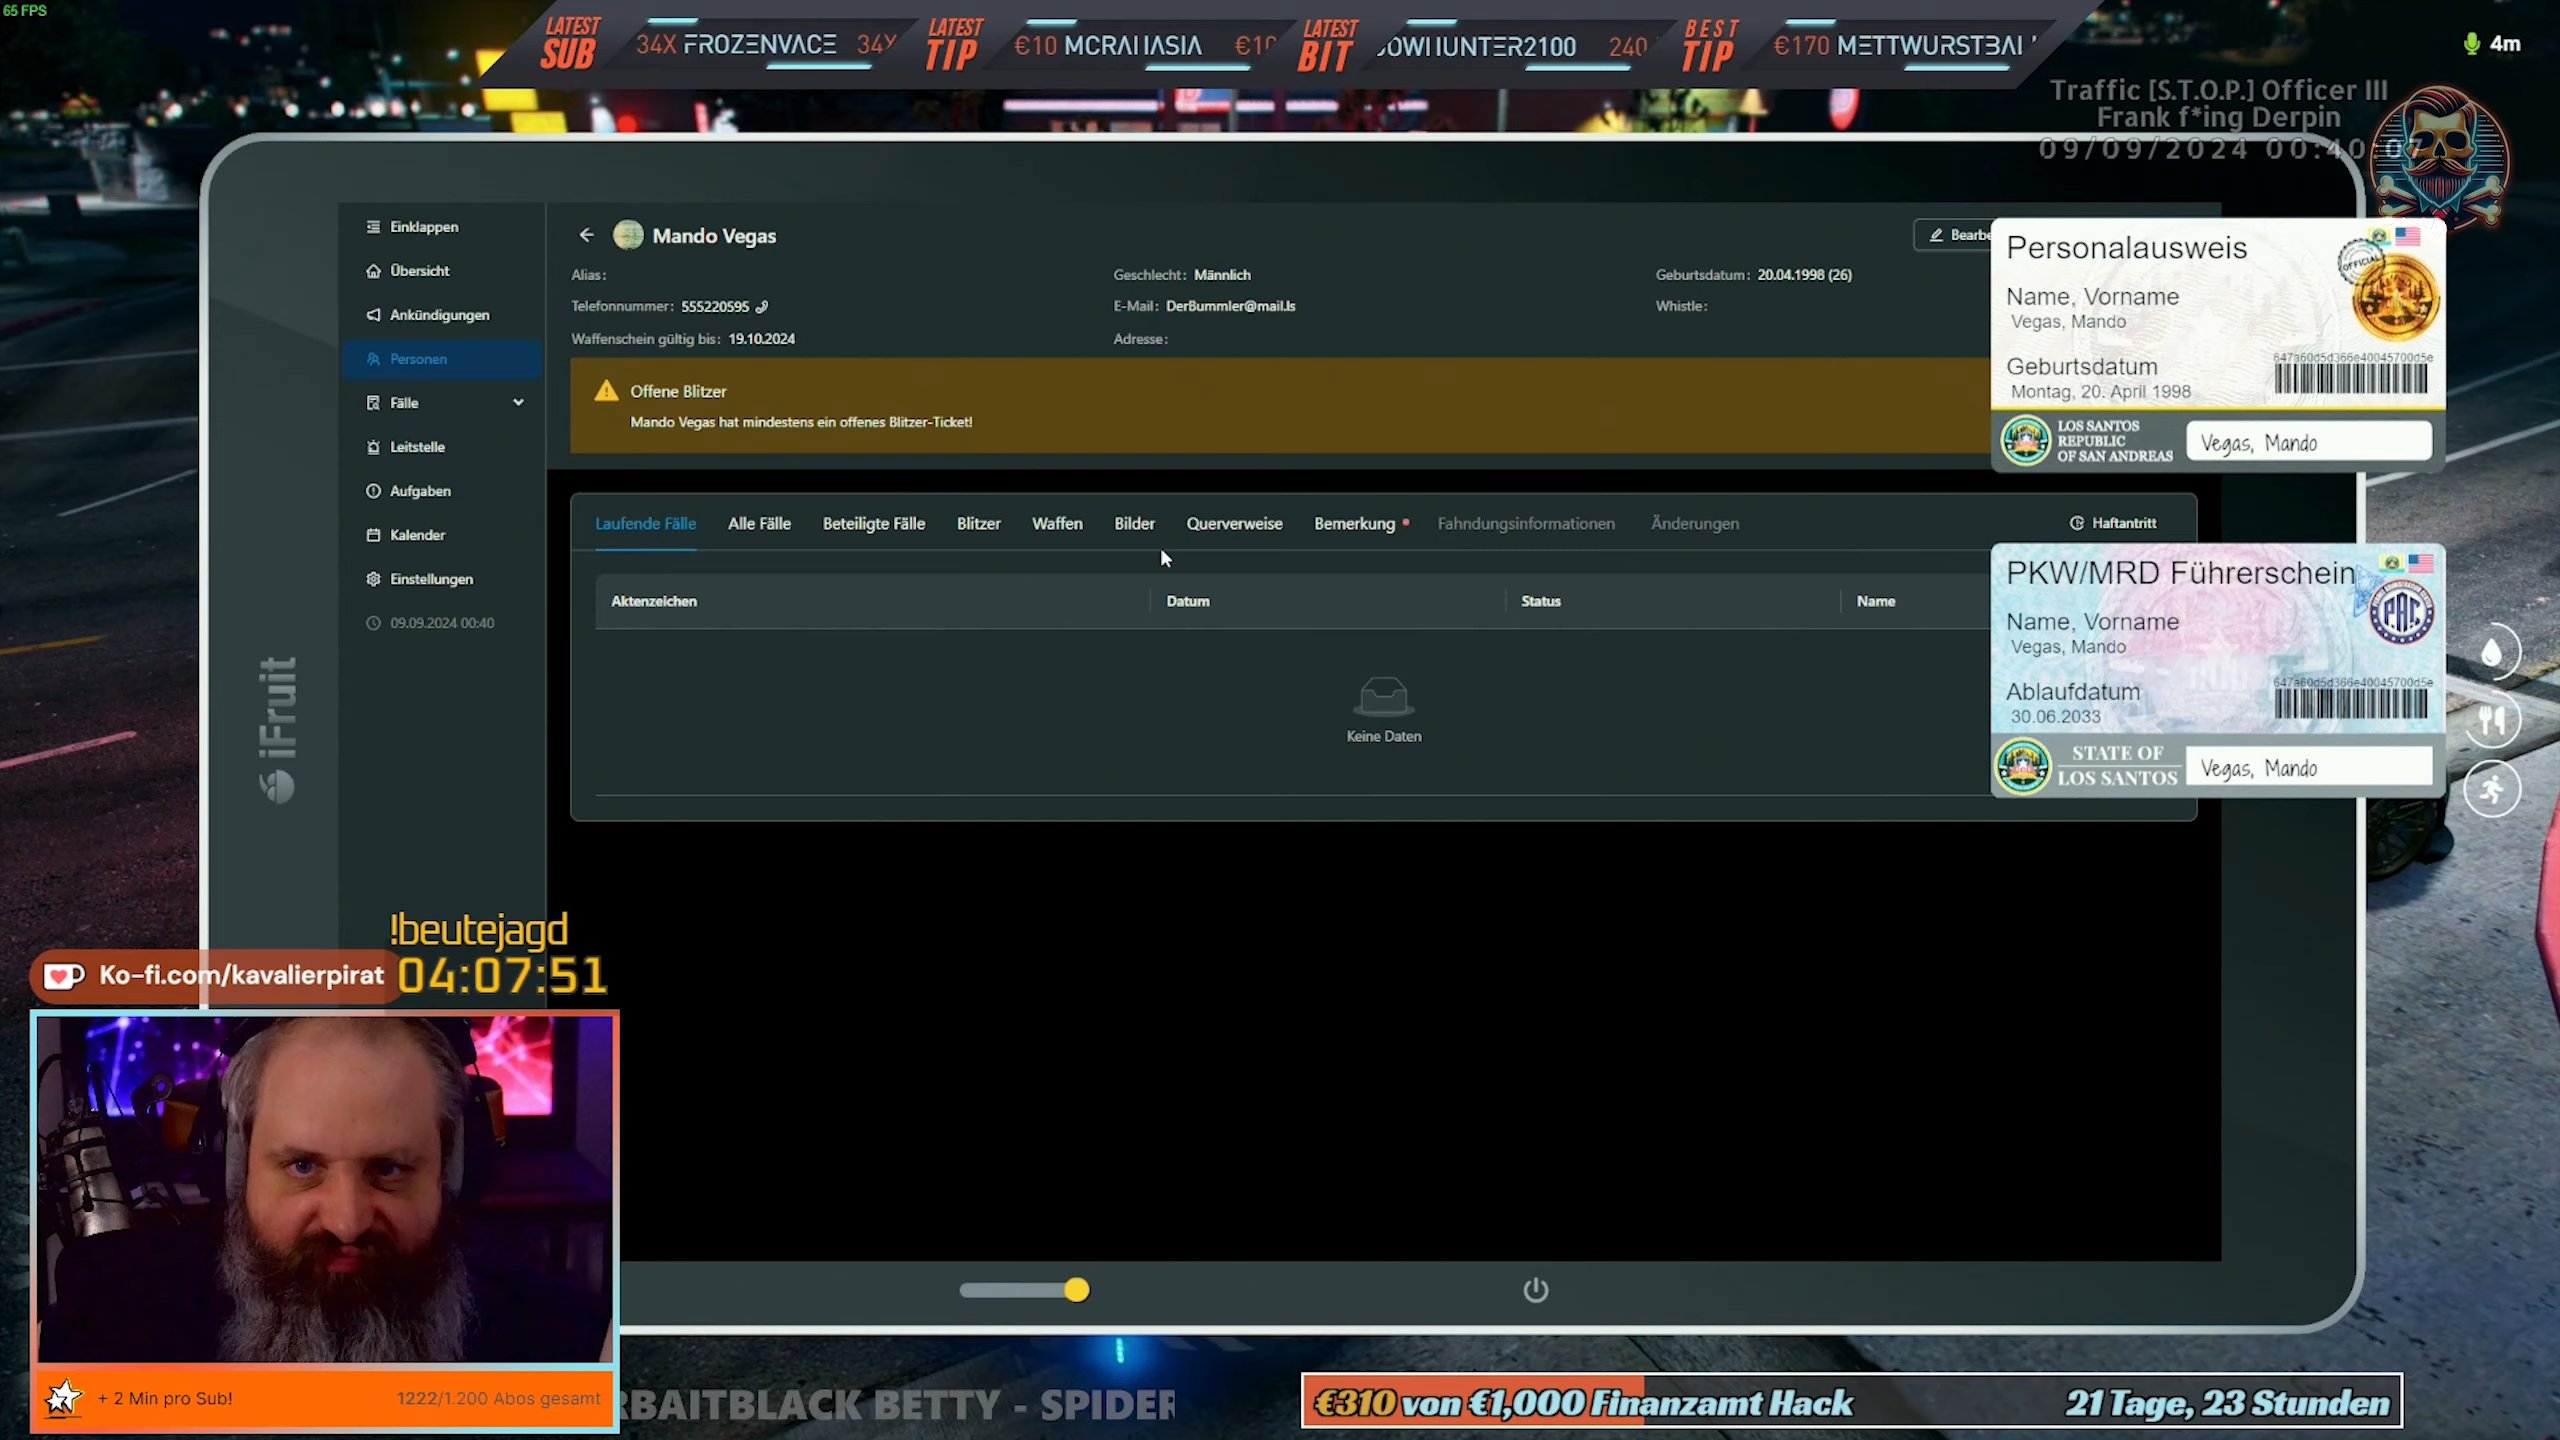 65 FPS
LATEST SUB
34X FROZENVACE 34X
LATEST TIP
€10
LATEST BIT
240
BEST TIP
€170
4m
Traffic [S.T.O.P.] Officer III
Frank f*ing Derpin
09/09/2024 00:40:07
Einklappen
Übersicht
Ankündigungen
Personen
Fälle
Leitstelle
Aufgaben
Kalender
Einstellungen
09.09.2024 00:40
iFruit
Mando Vegas
Bearbe
Alias:
Geschlecht: Männlich
Geburtsdatum: 20.04.1998 (26)
Telefonnummer: 555220595
E-Mail: DerBummler@mail.ls
Whistle:
Waffenschein gültig bis: 19.10.2024
Adresse:
Offene Blitzer
Mando Vegas hat mindestens ein offenes Blitzer-Ticket!
Laufende Fälle Alle Fälle Beteiligte Fälle Blitzer Waffen Bilder Querverweise Bemerkung Fahndungsinformationen Änderungen Haftantritt
Aktenzeichen Datum Status Name
Keine Daten
Personalausweis
OFFICIAL
Name, Vorname
Vegas, Mando
Geburtsdatum
Montag, 20. April 1998
647a60d5d366e40045700d5e
LOS SANTOS
REPUBLIC
OF SAN ANDREAS
Vegas, Mando
PKW/MRD Führerschein
Name, Vorname
Vegas, Mando
Ablaufdatum
30.06.2033
647a60d5d366e40045700d5e
STATE OF
LOS SANTOS
Vegas, Mando
!beutejagd
Ko-fi.com/kavalierpirat
04:07:51
+ 2 Min pro Sub!
1222/1.200 Abos gesamt
BLACK BETTY -
€310 von €1,000 Finanzamt Hack
21 Tage, 23 Stunden